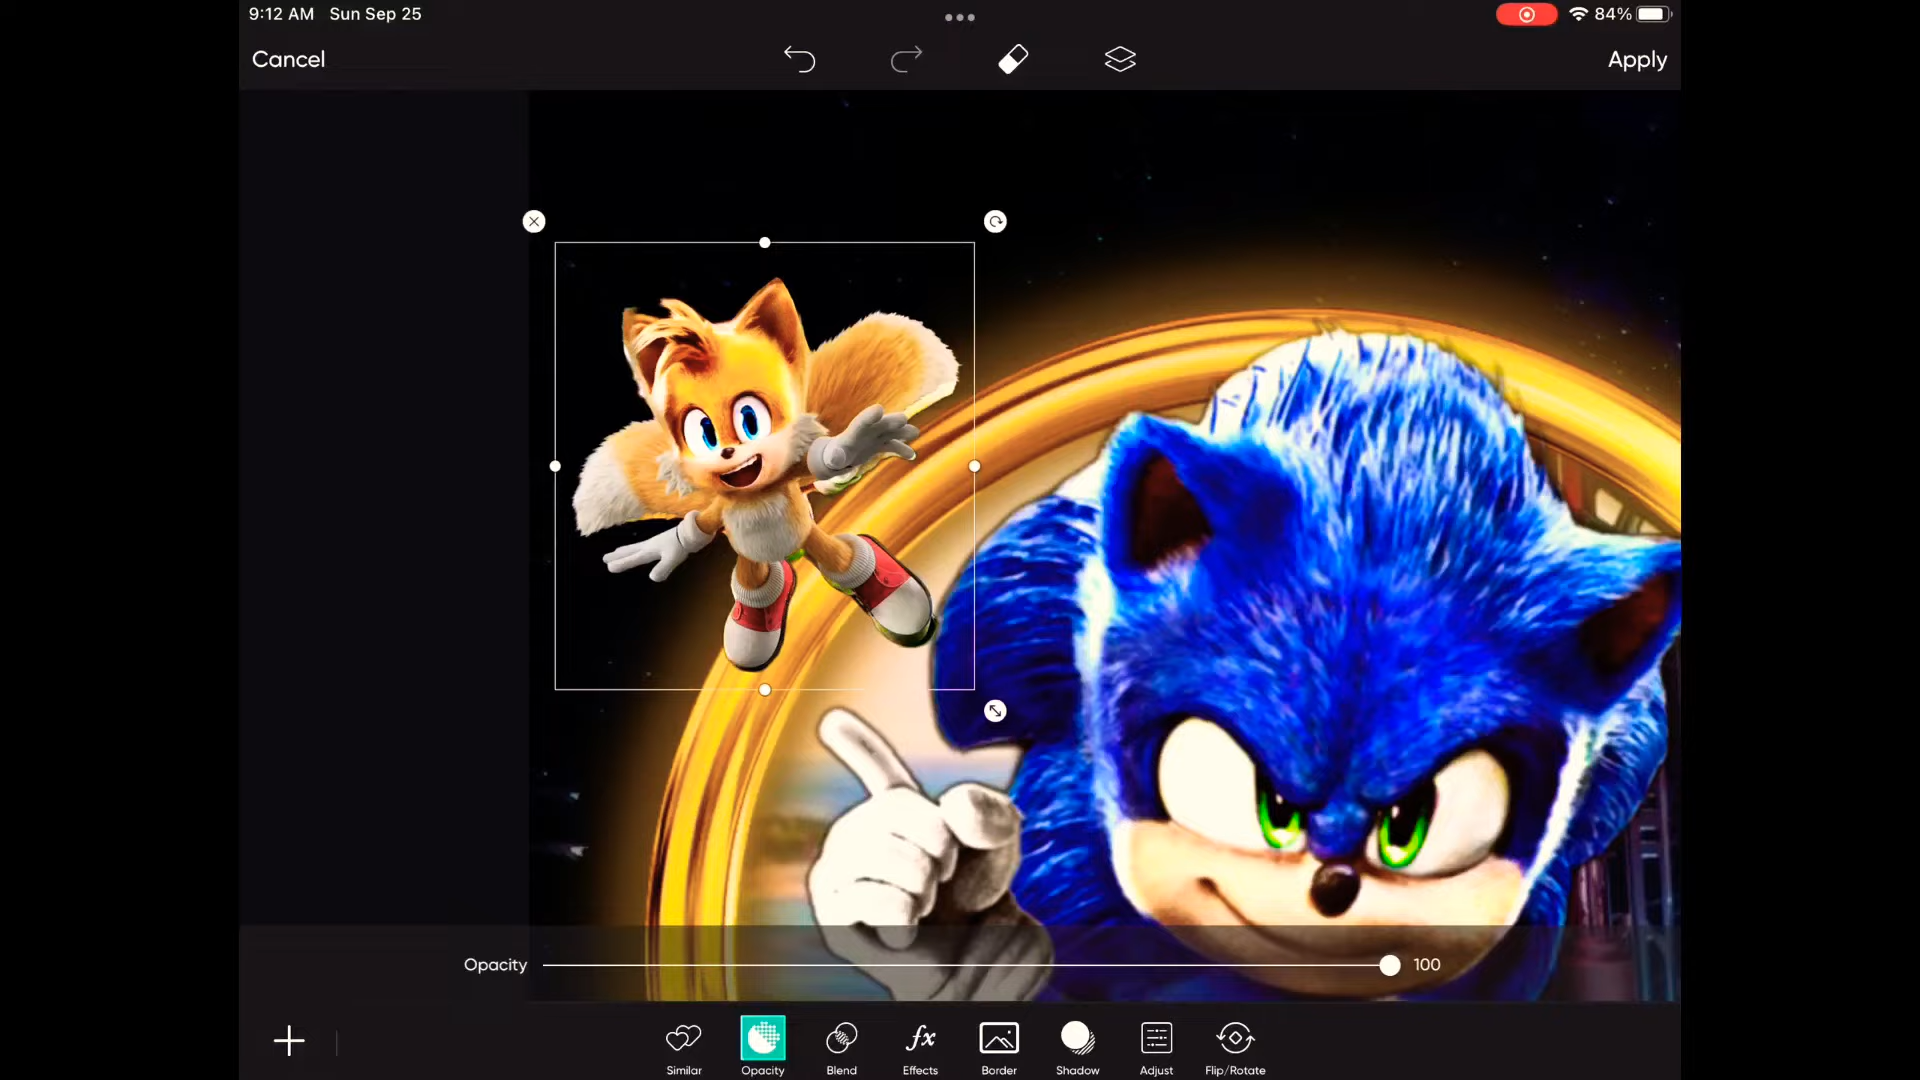 9:12 AM Sun Sep 25
84%
Cancel
Apply
Opacity
100
fx
Similar
Opacity
Blend
Effects
Border
Shadow
Adjust
Flip/Rotate